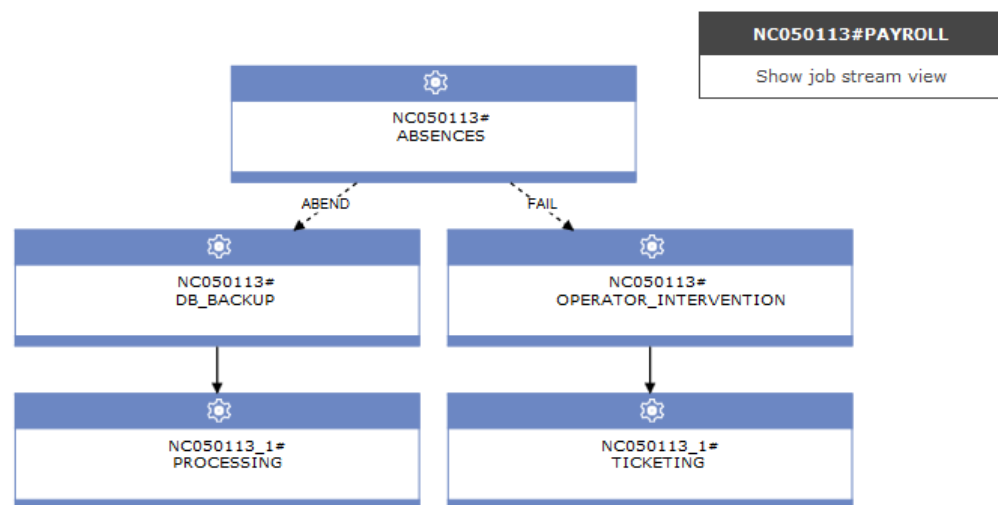 NC050113#PAYROLL
Show job stream view
NC050113#
ABSENCES
ABEND
FAIL
NC050113#
DB_BACKUP
NC050113#
OPERATOR_INTERVENTION
NC050113_1#
PROCESSING
NC050113_1#
TICKETING